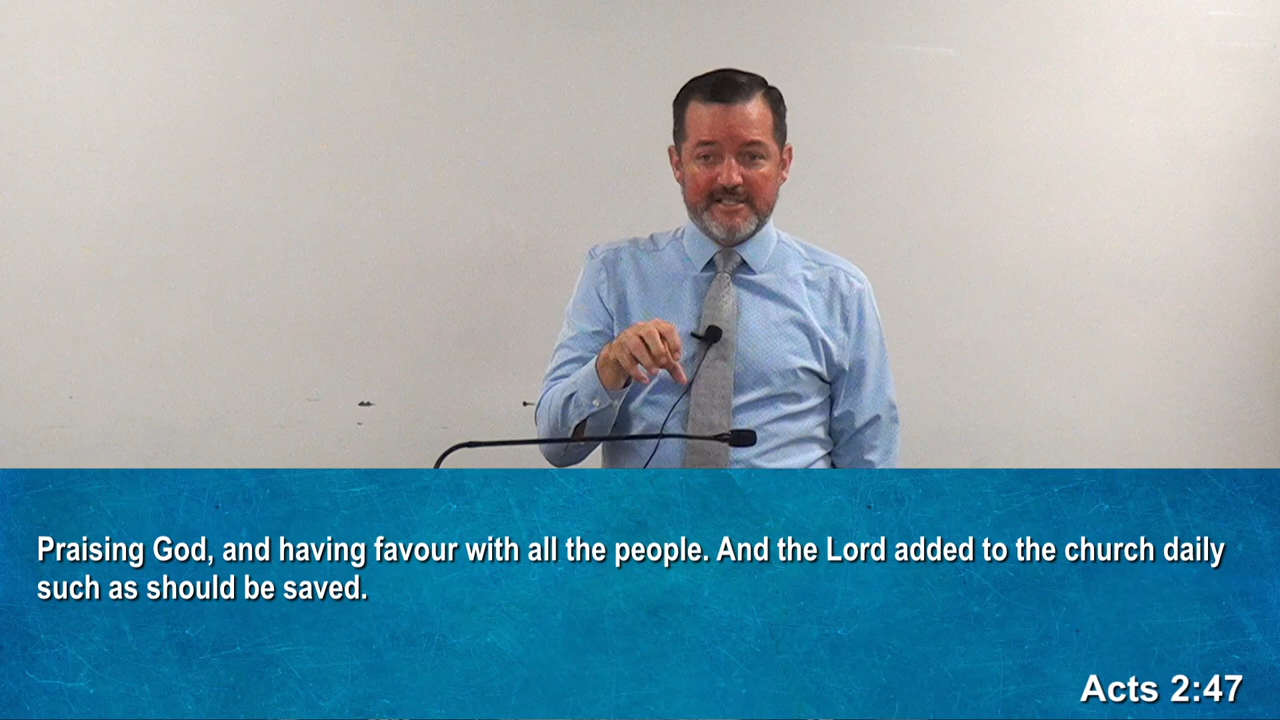 Praising God, and having favour with all the people. And the Lord added to the church daily
such as should be saved.
Acts 2:47